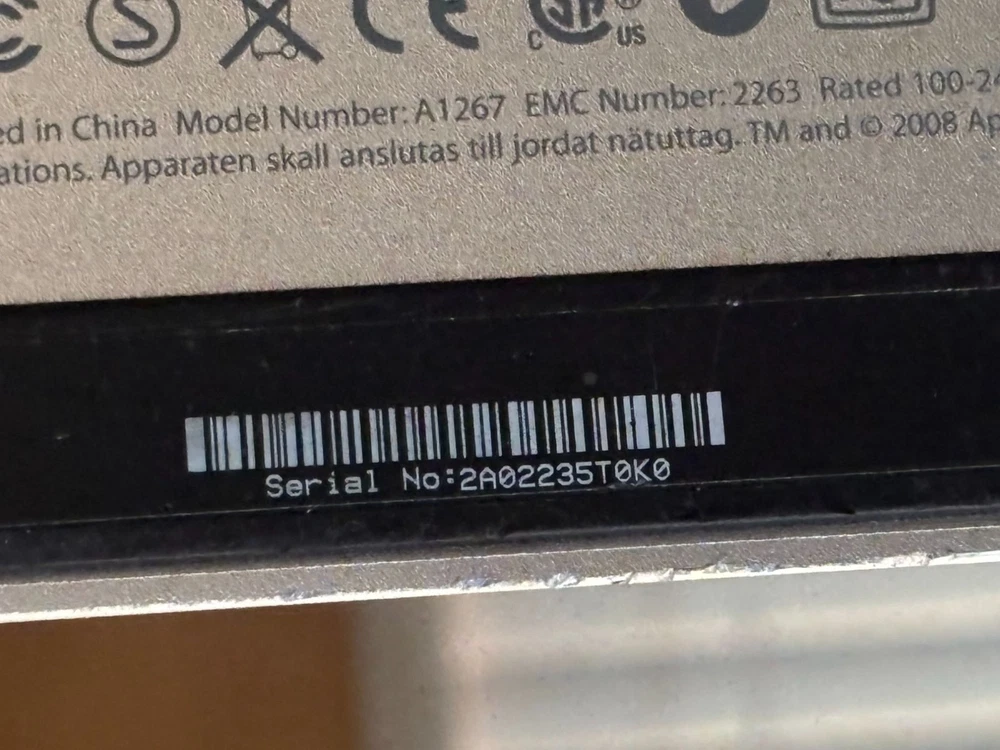 C US
ed in China Model Number: A1267 EMC Number: 2263 Rated 100-2
ations. Apparaten skall anslutas till jordat nätuttag. TM and © 2008 Ap
Serial No:2A02235T0K0